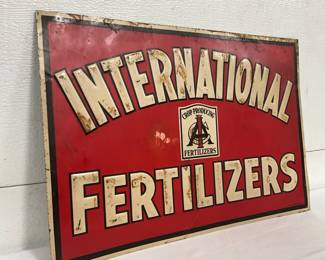 INTERNATIONAL
CROP PRODUCING
FERTILIZERS
FERTILIZERS